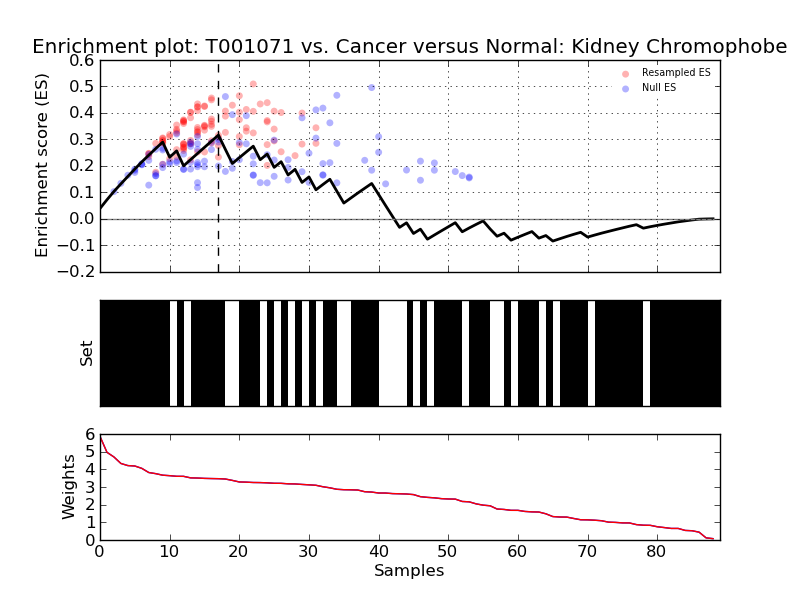 Enrichment plot: T001071 vs. Cancer versus Normal: Kidney Chromophobe
Enrichment score (ES)
0.6
0.5
0.4
0.3
0.2
0.1
0.0
−0.1
−0.2
Resampled ES
Null ES
Set
Weights
6
5
4
3
2
1
0
0 10 20 30 40 50 60 70 80
Samples